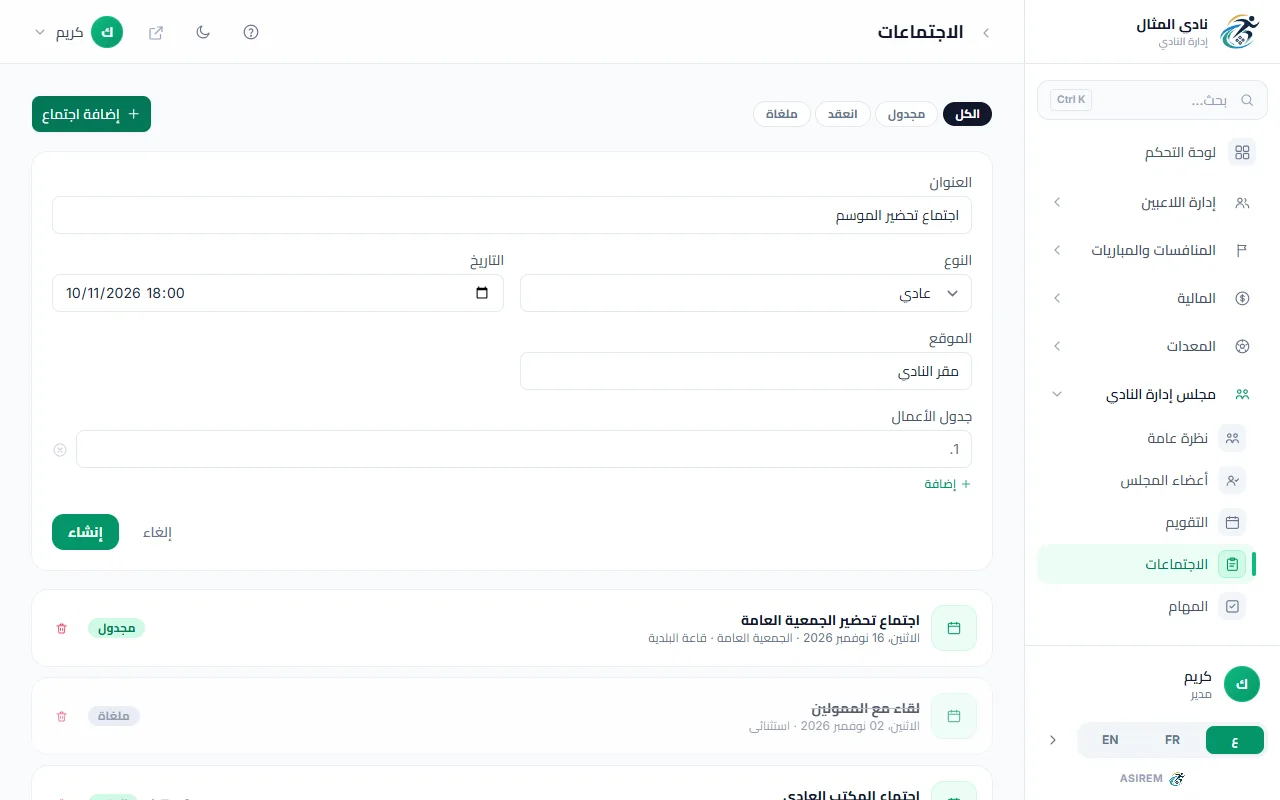 نادي المثال
إدارة النادي
بحث...
Ctrl K
لوحة التحكم
إدارة اللاعبين
المنافسات والمباريات
المالية
المعدات
مجلس إدارة النادي
نظرة عامة
أعضاء المجلس
التقويم
الاجتماعات
المهام
ك
كريم
مدير
ع
FR
EN
ASIREM
الاجتماعات
ك
كريم
الكل
مجدول
انعقد
ملغاة
+ إضافة اجتماع
العنوان
اجتماع تحضير الموسم
النوع
عادي
التاريخ
10/11/2026 18:00
الموقع
مقر النادي
جدول الأعمال
1.
+ إضافة
إلغاء
إنشاء
اجتماع تحضير الجمعية العامة
الاثنين، 16 نوفمبر 2026 · الجمعية العامة · قاعة البلدية
مجدول
لقاء مع الممولين
الاثنين، 02 نوفمبر 2026 · استثنائي
ملغاة
اجتماع المكتب العادي